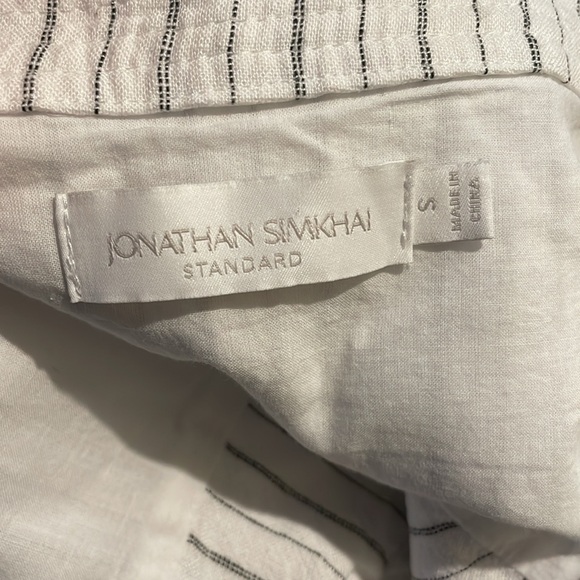 JONATHAN SIMKHAI
STANDARD
S
MADE IN
CHINA